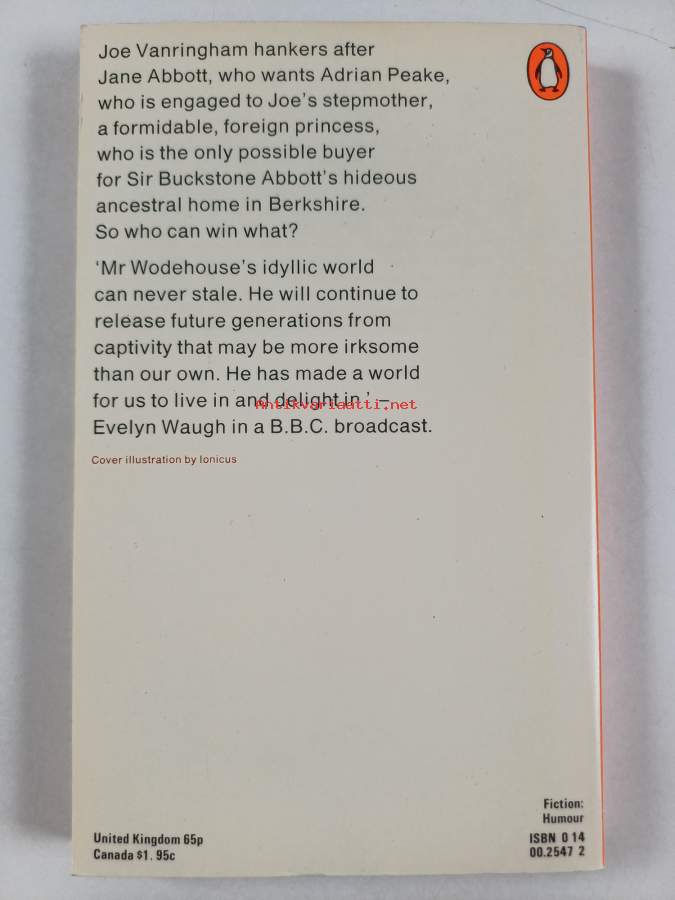 Joe Vanringham hankers after
Jane Abbott, who wants Adrian Peake,
who is engaged to Joe's stepmother,
a formidable, foreign princess,
who is the only possible buyer
for Sir Buckstone Abbott's hideous
ancestral home in Berkshire.
So who can win what?
'Mr Wodehouse's idyllic world
can never stale. He will continue to
release future generations from
captivity that may be more irksome
than our own. He has made a world
for us to live in and delight in' –
Antikvariaatti.net
Evelyn Waugh in a B.B.C. broadcast.
Cover illustration by Ionicus
Fiction:
Humour
United Kingdom 65p
Canada $1.95c
ISBN 0 14
00.2547 2